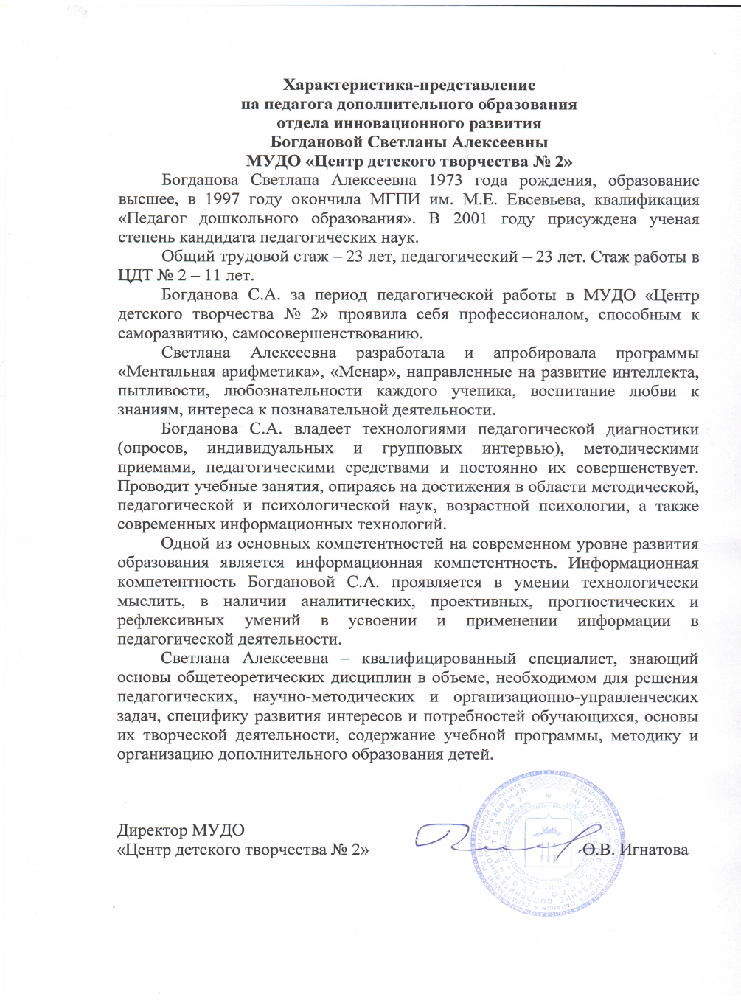 Характеристика-представление
на педагога дополнительного образования
отдела инновационного развития
Богдановой Светланы Алексеевны
МУДО «Центр детского творчества № 2»
Богданова Светлана Алексеевна 1973 года рождения, образование
высшее, в 1997 году окончила МГПИ им. М.Е. Евсевьева, квалификация
«Педагог дошкольного образования». В 2001 году присуждена ученая
степень кандидата педагогических наук.
Общий трудовой стаж – 23 лет, педагогический – 23 лет. Стаж работы в
ЦДТ № 2 – 11 лет.
Богданова С.А. за период педагогической работы в МУДО «Центр
детского творчества № 2» проявила себя профессионалом, способным к
саморазвитию, самосовершенствованию.
Светлана Алексеевна разработала и апробировала программы
«Ментальная арифметика», «Менар», направленные на развитие интеллекта,
пытливости, любознательности каждого ученика, воспитание любви к
знаниям, интереса к познавательной деятельности.
Богданова С.А. владеет технологиями педагогической диагностики
(опросов, индивидуальных и групповых интервью), методическими
приемами, педагогическими средствами и постоянно их совершенствует.
Проводит учебные занятия, опираясь на достижения в области методической,
педагогической и психологической наук, возрастной психологии, а также
современных информационных технологий.
Одной из основных компетентностей на современном уровне развития
образования является информационная компетентность. Информационная
компетентность Богдановой С.А. проявляется в умении технологически
мыслить, в наличии аналитических, проективных, прогностических и
рефлексивных умений в усвоении и применении информации в
педагогической деятельности.
Светлана Алексеевна – квалифицированный специалист, знающий
основы общетеоретических дисциплин в объеме, необходимом для решения
педагогических, научно-методических и организационно-управленческих
задач, специфику развития интересов и потребностей обучающихся, основы
их творческой деятельности, содержание учебной программы, методику и
организацию дополнительного образования детей.
Директор МУДО
«Центр детского творчества № 2» О.В. Игнатова